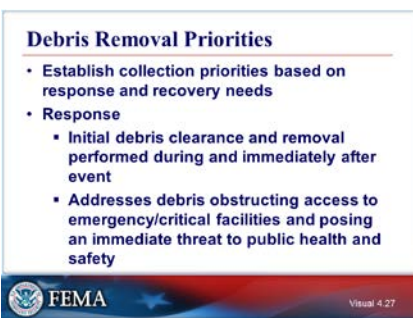 Debris Removal Priorities
• Establish collection priorities based on
response and recovery needs
• Response
▪ Initial debris clearance and removal
performed during and immediately after
event
▪ Addresses debris obstructing access to
emergency/critical facilities and posing
an immediate threat to public health and
safety
FEMA
Visual 4.27